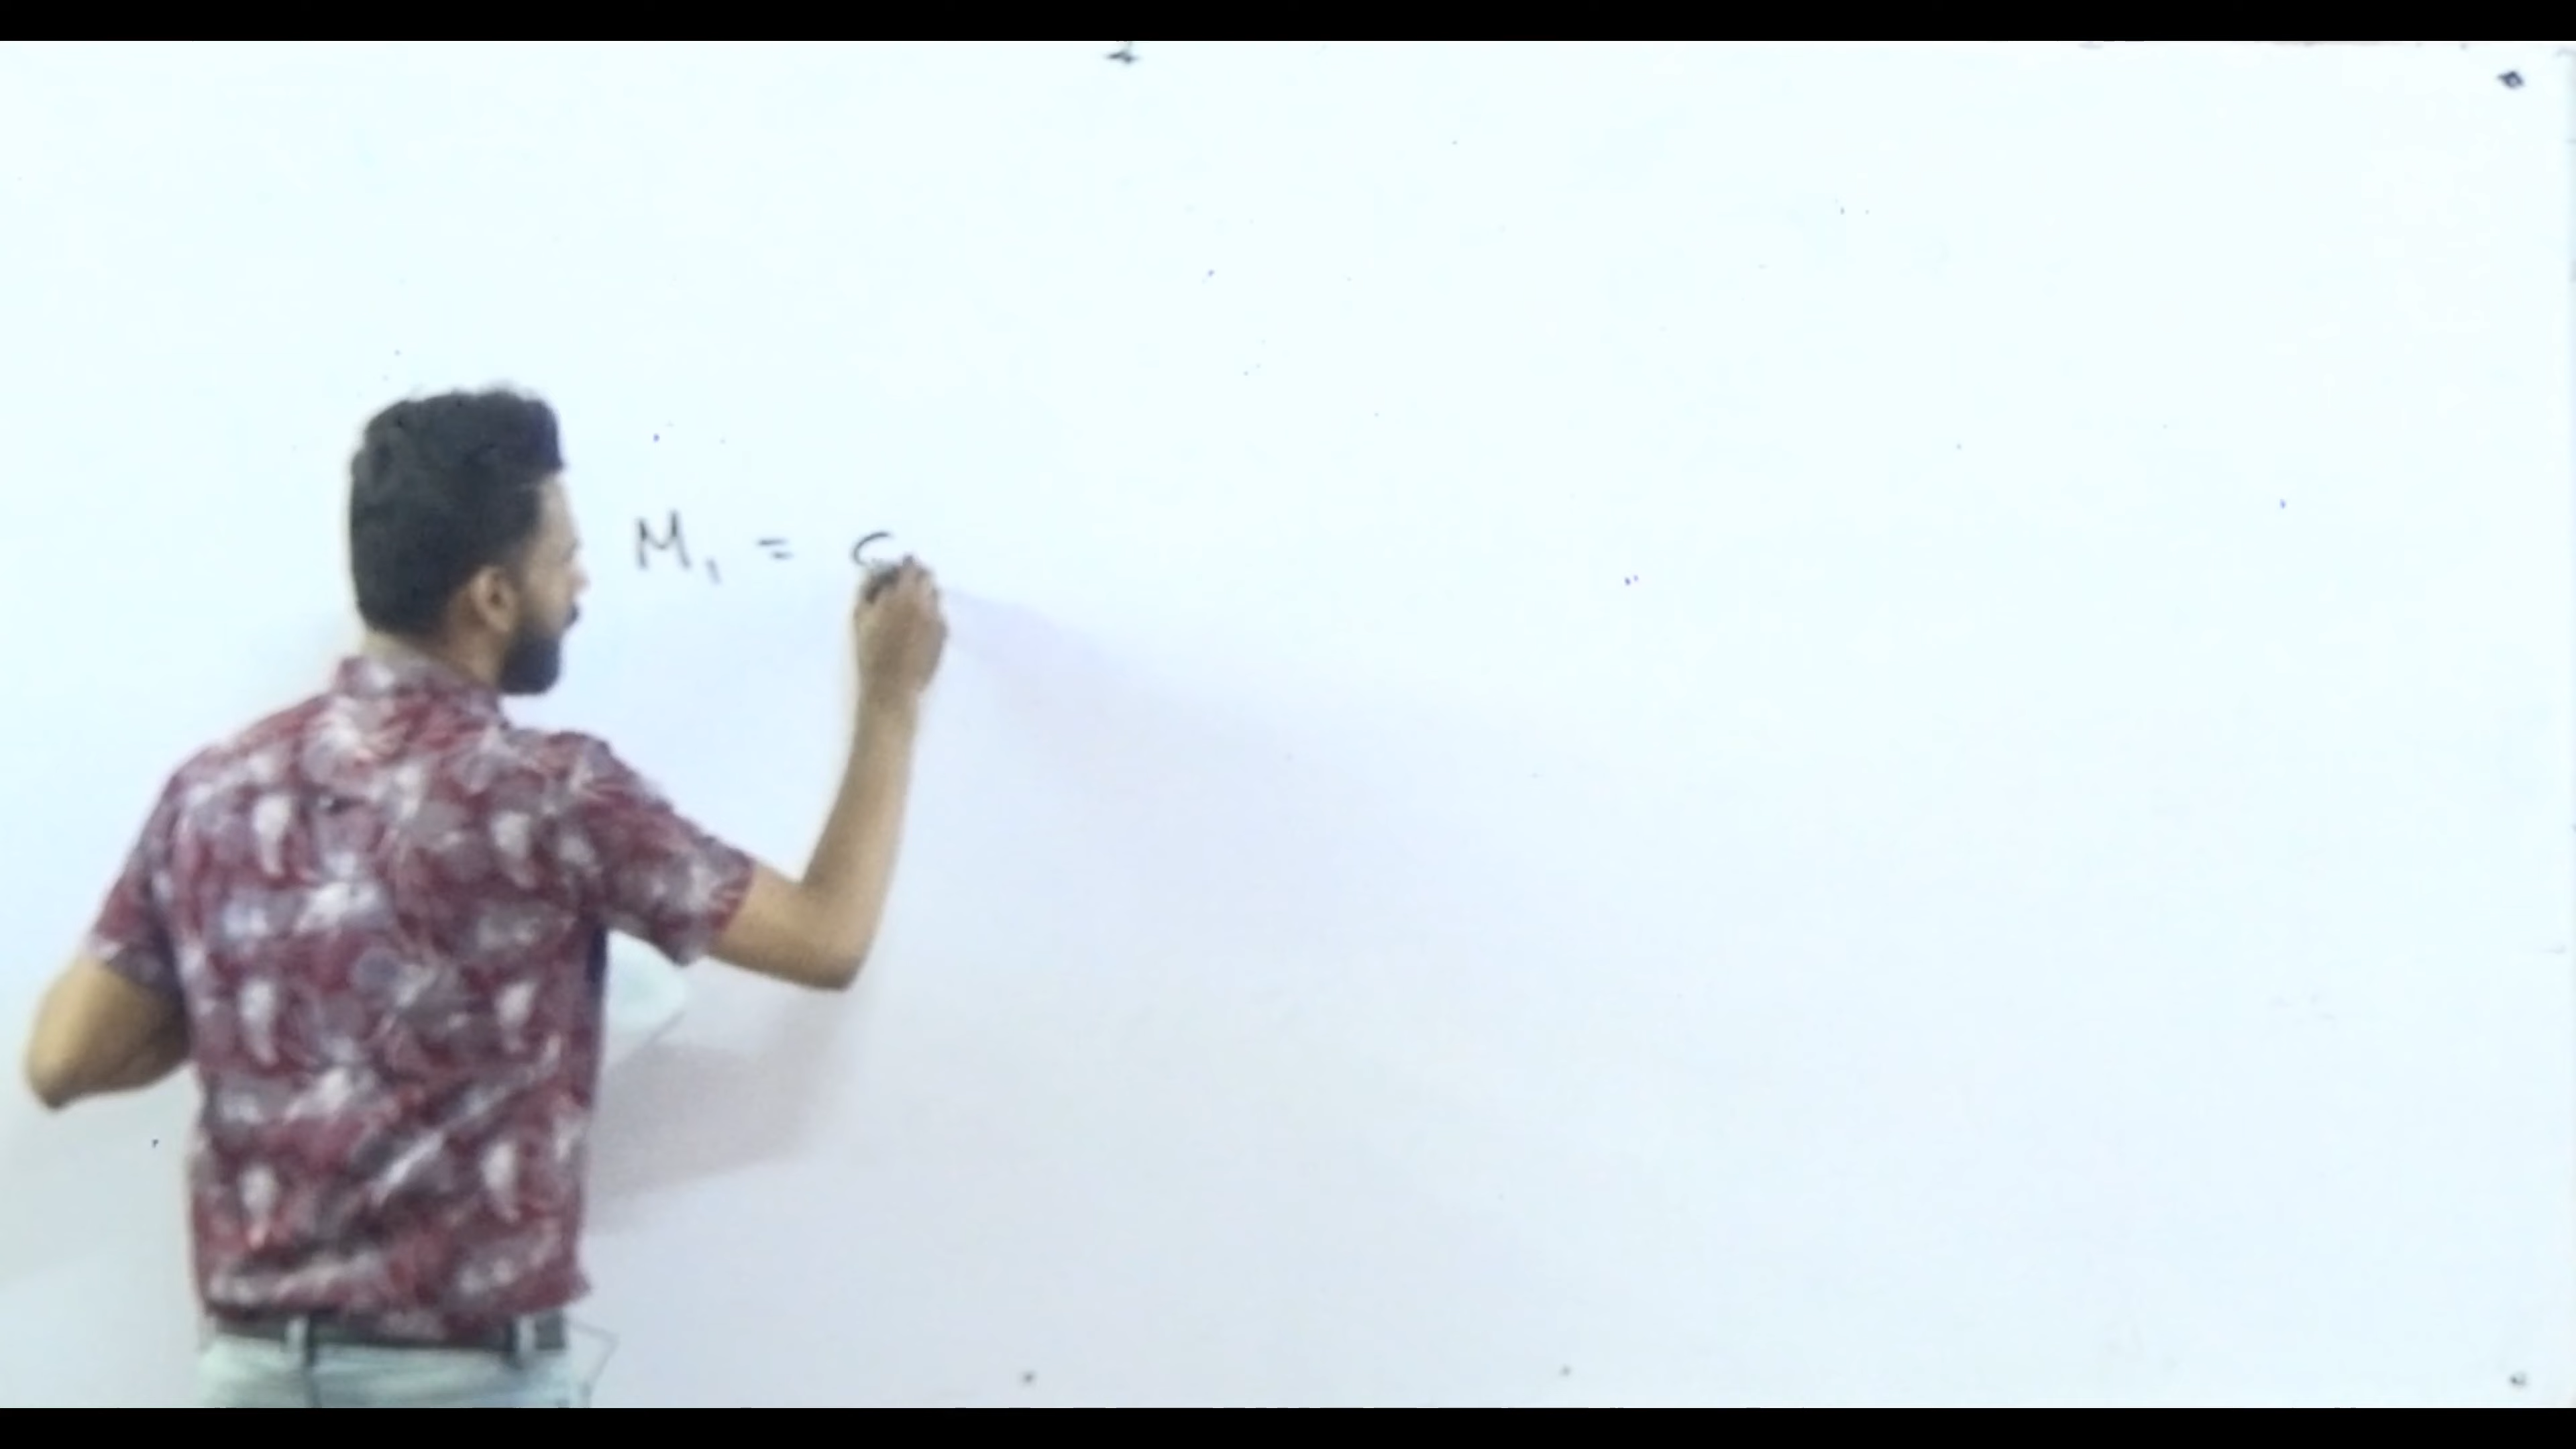 M₁ = C